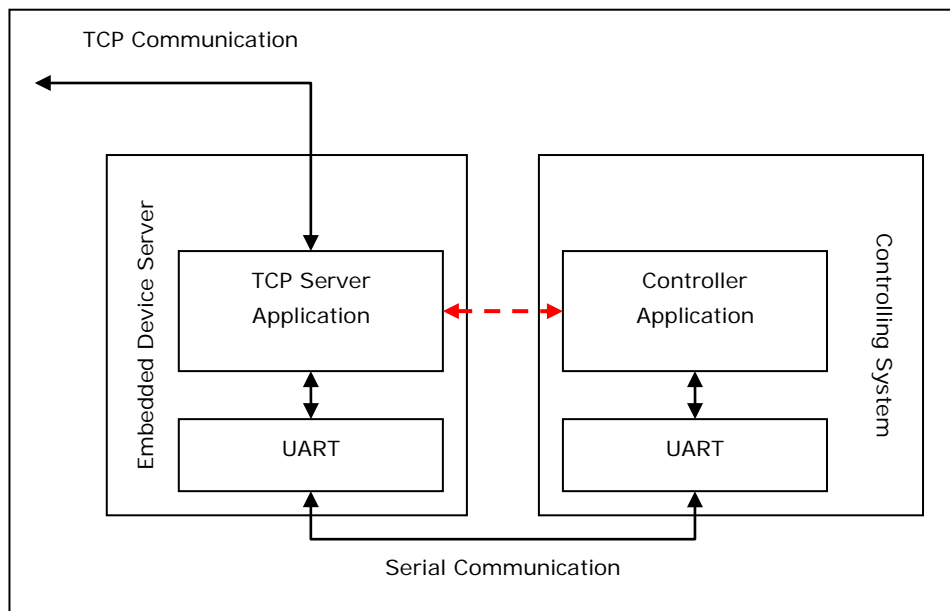 TCP Communication
Embedded Device Server
TCP Server
Application
UART
Controller
Application
UART
Controlling System
Serial Communication